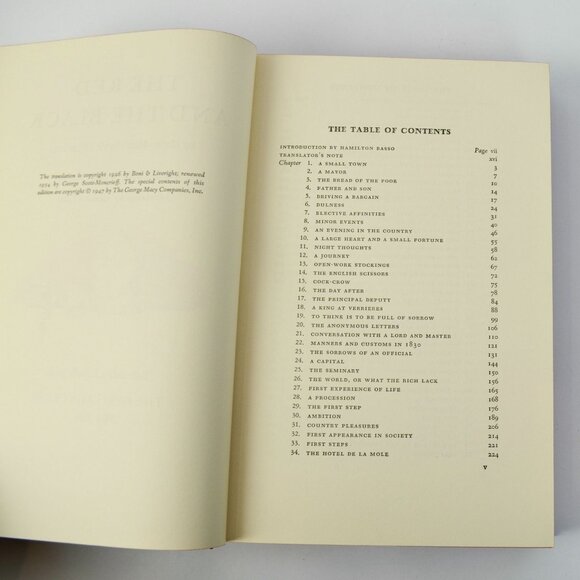 The translation is copyright 1926 by Boni & Liveright; renewed
1954 by George Scott-Moncrieff. The special contents of this
edition are copyright © 1947 by The George Macy Companies, Inc.
THE TABLE OF CONTENTS
INTRODUCTION BY HAMILTON BASSO Page vii
TRANSLATOR'S NOTE xvi
Chapter 1. A SMALL TOWN 3
2. A MAYOR 7
3. THE BREAD OF THE POOR 10
4. FATHER AND SON 14
5. DRIVING A BARGAIN 17
6. DULNESS 24
7. ELECTIVE AFFINITIES 31
8. MINOR EVENTS 40
9. AN EVENING IN THE COUNTRY 46
10. A LARGE HEART AND A SMALL FORTUNE 55
11. NIGHT THOUGHTS 58
12. A JOURNEY 62
13. OPEN-WORK STOCKINGS 67
14. THE ENGLISH SCISSORS 72
15. COCK-CROW 75
16. THE DAY AFTER 78
17. THE PRINCIPAL DEPUTY 84
18. A KING AT VERRIERES 88
19. TO THINK IS TO BE FULL OF SORROW 99
20. THE ANONYMOUS LETTERS 106
21. CONVERSATION WITH A LORD AND MASTER 110
22. MANNERS AND CUSTOMS IN 1830 121
23. THE SORROWS OF AN OFFICIAL 131
24. A CAPITAL 144
25. THE SEMINARY 150
26. THE WORLD, OR WHAT THE RICH LACK 156
27. FIRST EXPERIENCE OF LIFE 165
28. A PROCESSION 168
29. THE FIRST STEP 176
30. AMBITION 189
31. COUNTRY PLEASURES 206
32. FIRST APPEARANCE IN SOCIETY 214
33. FIRST STEPS 221
34. THE HOTEL DE LA MOLE 224
v